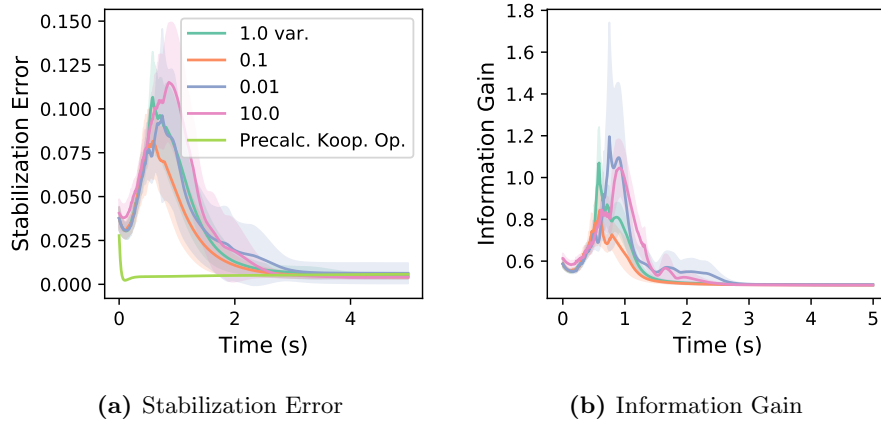 0.150
0.125
0.100
0.075
0.050
0.025
0.000
Stabilization Error
1.0 var.
0.1
0.01
10.0
Precalc. Koop. Op.
0 2 4
Time (s)
(a) Stabilization Error
1.8
1.6
1.4
1.2
1.0
0.8
0.6
Information Gain
0 1 2 3 4 5
Time (s)
(b) Information Gain